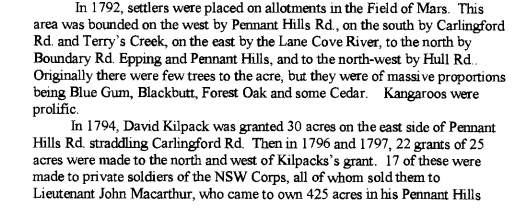 In 1792, settlers were placed on allotments in the Field of Mars.  This
area was bounded on the west by Pennant Hills Rd., on the south by Carlingford
Rd. and Terry's Creek, on the east by the Lane Cove River, to the north by
Boundary Rd. Epping and Pennant Hills, and to the north-west by Hull Rd..
Originally there were few trees to the acre, but they were of massive proportions
being Blue Gum, Blackbutt, Forest Oak and some Cedar.   Kangaroos were
prolific.
In 1794, David Kilpack was granted 30 acres on the east side of Pennant
Hills Rd. straddling Carlingford Rd.  Then in 1796 and 1797, 22 grants of 25
acres were made to the north and west of Kilpacks's grant.  17 of these were
made to private soldiers of the NSW Corps, all of whom sold them to
Lieutenant John Macarthur, who came to own 425 acres in his Pennant Hills